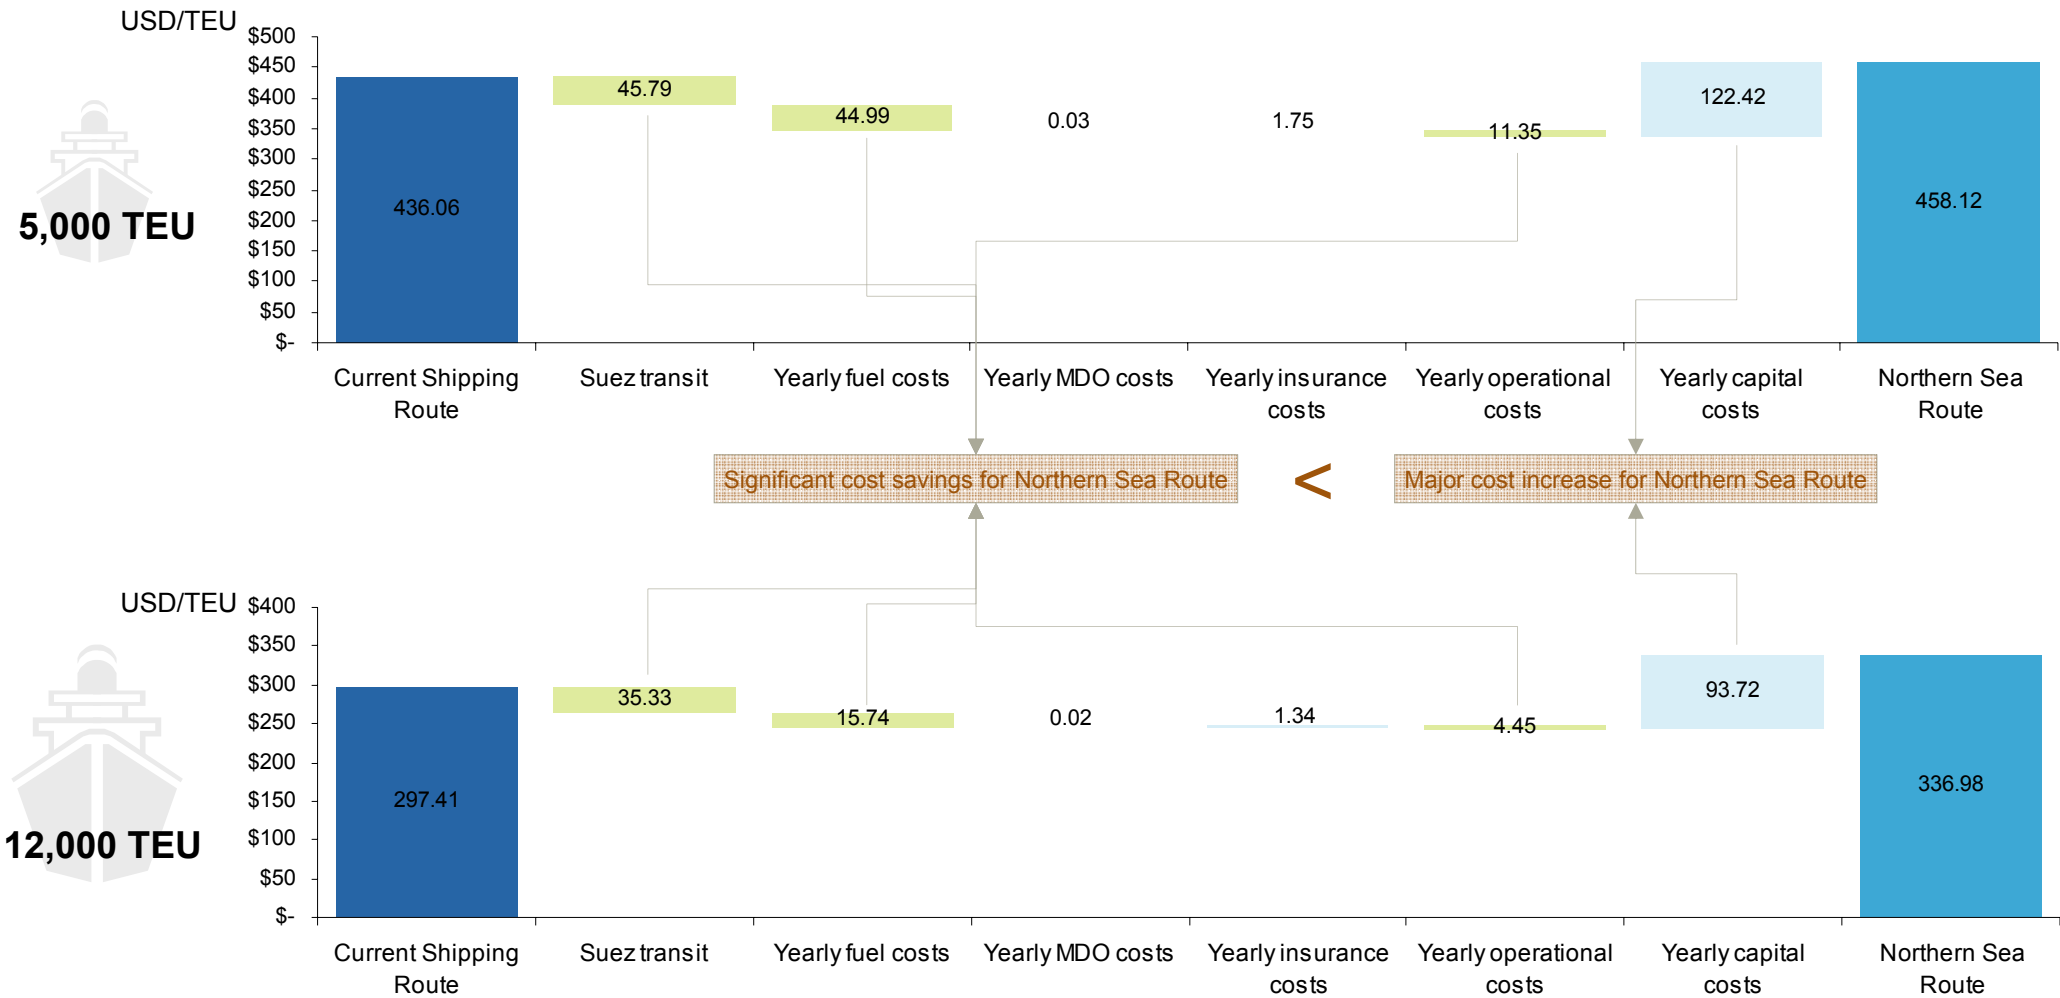 USD/TEU
$500
$450
$400
$350
$300
$250
$200
$150
$100
$50
$-
5,000 TEU
436.06
45.79
44.99
0.03
1.75
11.35
122.42
458.12
Current Shipping
Route
Suez transit
Yearly fuel costs
Yearly MDO costs
Yearly insurance
costs
Yearly operational
costs
Yearly capital
costs
Northern Sea
Route
Significant cost savings for Northern Sea Route
<
Major cost increase for Northern Sea Route
USD/TEU
$400
$350
$300
$250
$200
$150
$100
$50
$-
12,000 TEU
297.41
35.33
15.74
0.02
1.34
4.45
93.72
336.98
Current Shipping
Route
Suez transit
Yearly fuel costs
Yearly MDO costs
Yearly insurance
costs
Yearly operational
costs
Yearly capital
costs
Northern Sea
Route